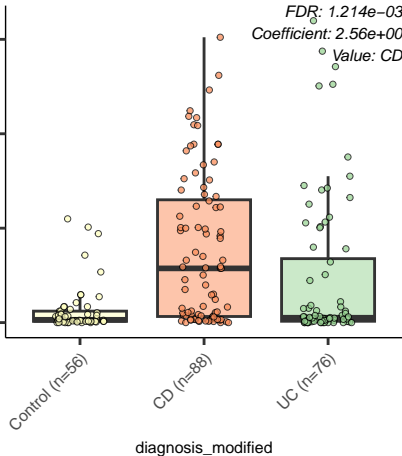 FDR: 1.214e−03
Coefficient: 2.56e+00
Value: CD
Control (n=56)
CD (n=88)
UC (n=76)
diagnosis_modified